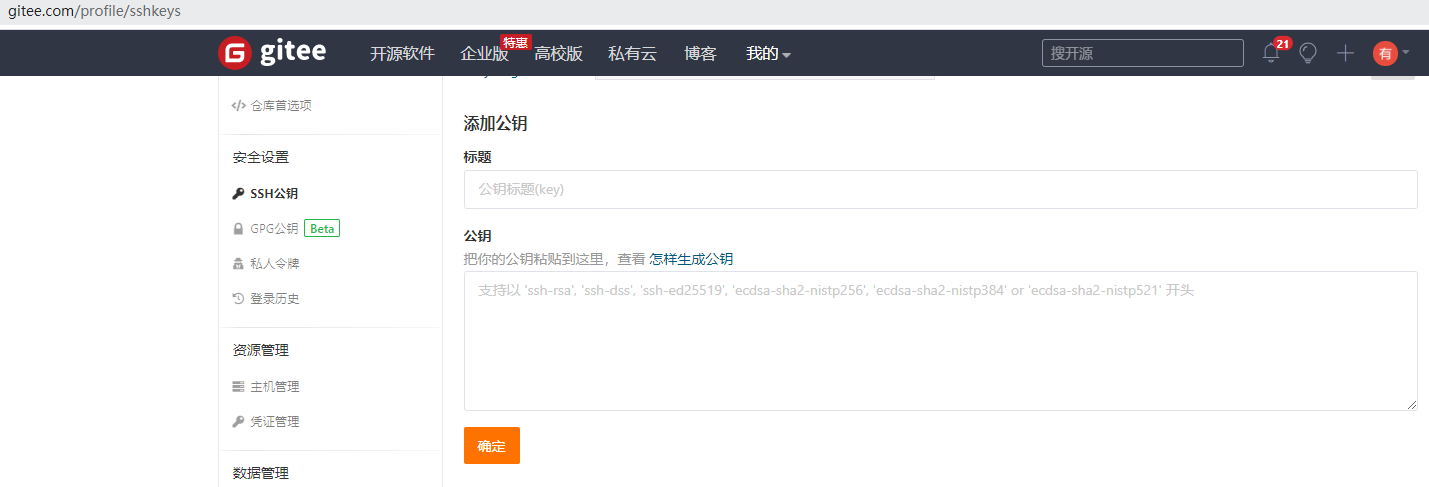 gitee.com/profile/sshkeys
gitee 开源软件 企业版 特惠 高校版 私有云 博客 我的 搜开源 21 有
仓库首选项
安全设置
SSH公钥
GPG公钥 Beta
私人令牌
登录历史
资源管理
主机管理
凭证管理
数据管理
添加公钥
标题
公钥标题(key)
公钥
把你的公钥粘贴到这里，查看 怎样生成公钥
支持以 'ssh-rsa', 'ssh-dss', 'ssh-ed25519', 'ecdsa-sha2-nistp256', 'ecdsa-sha2-nistp384' or 'ecdsa-sha2-nistp521' 开头
确定